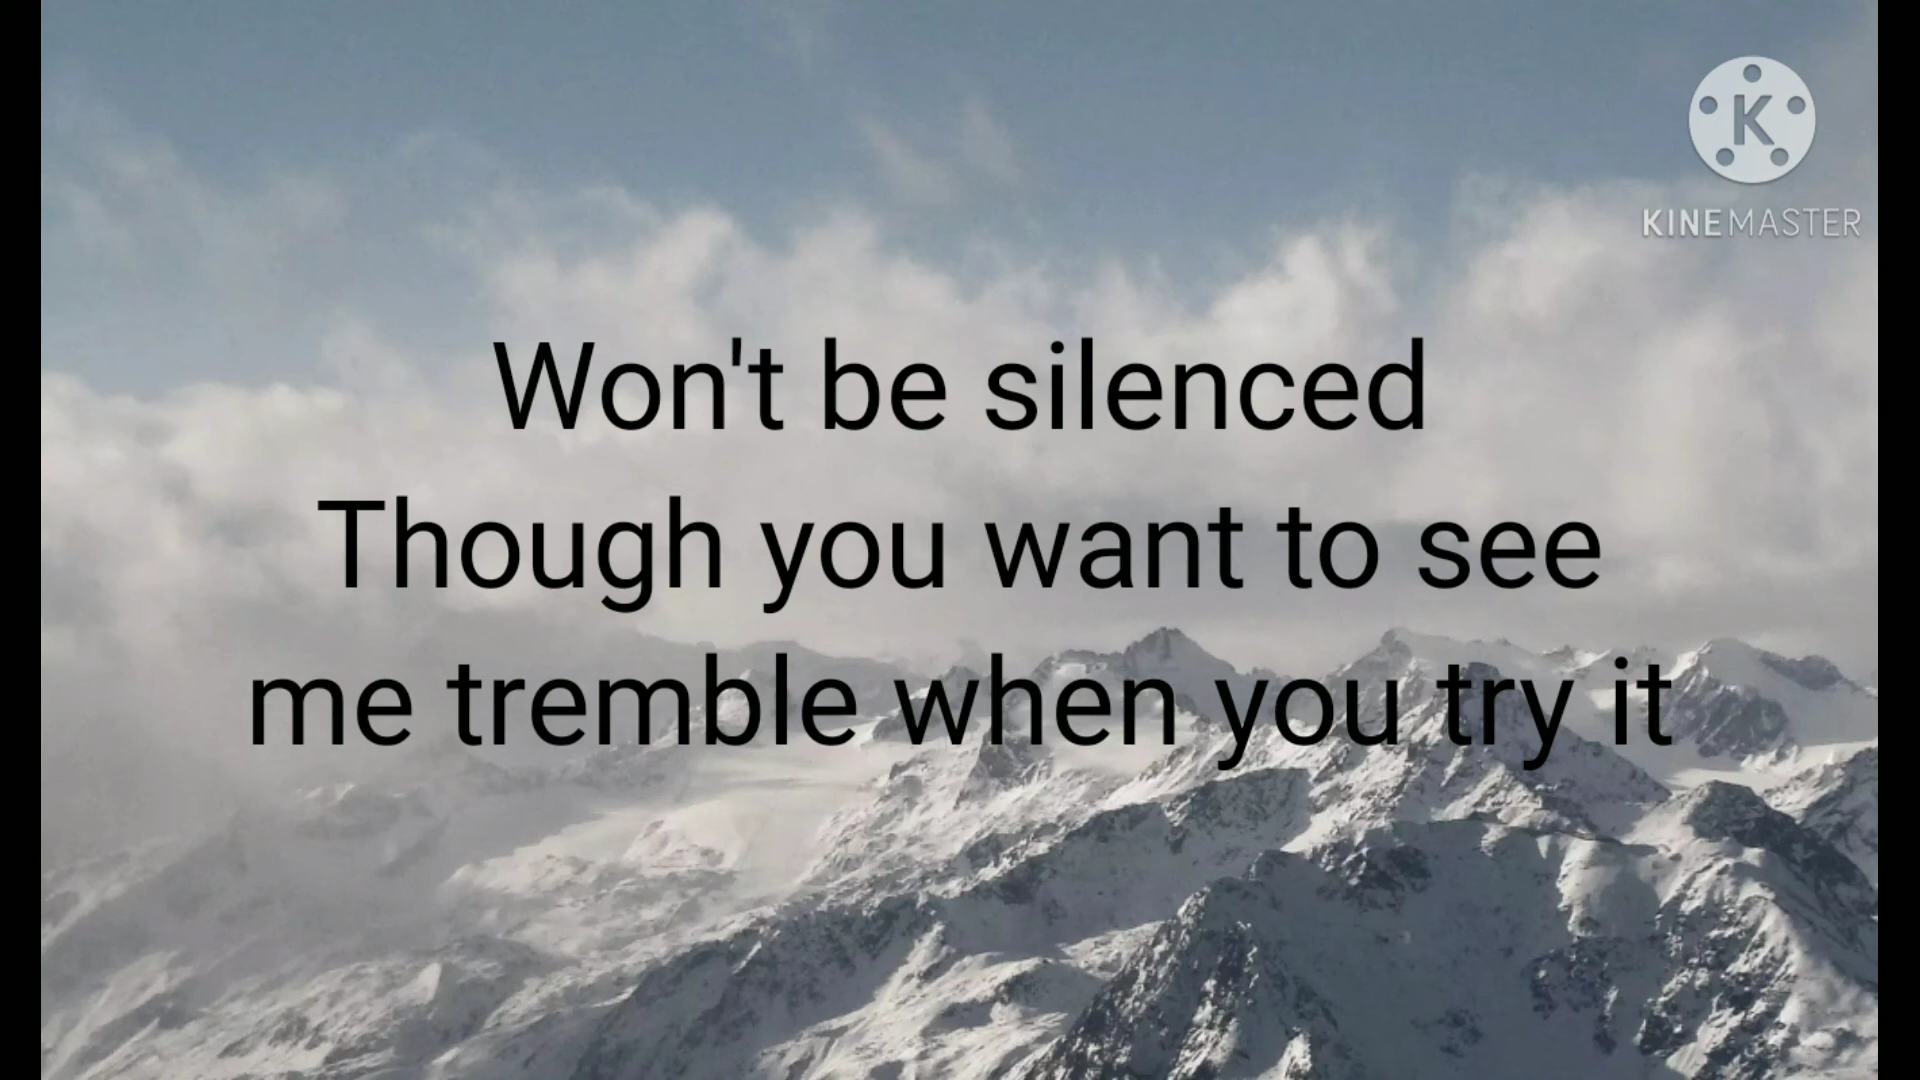 K
KINEMASTER
Won't be silenced
Though you want to see
me tremble when you try it